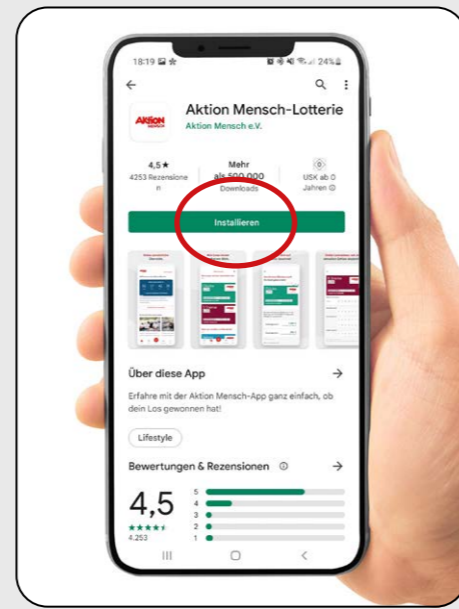 18:19
24%
Aktion Mensch-Lotterie
AKTION
MENSCH
Aktion Mensch e.V.
4,5★
4253 Rezensione
n
Mehr
als 500.000
Downloads
USK ab 0
Jahren
Installieren
Über diese App
Erfahre mit der Aktion Mensch-App ganz einfach, ob
dein Los gewonnen hat!
Lifestyle
Bewertungen & Rezensionen
4,5
4.253
5
4
3
2
1